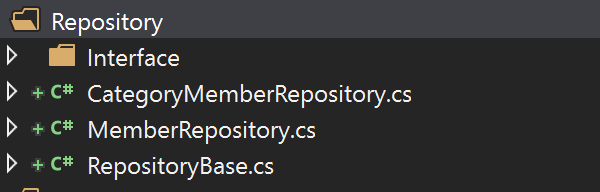 Repository
Interface
+ C# CategoryMemberRepository.cs
+ C# MemberRepository.cs
+ C# RepositoryBase.cs